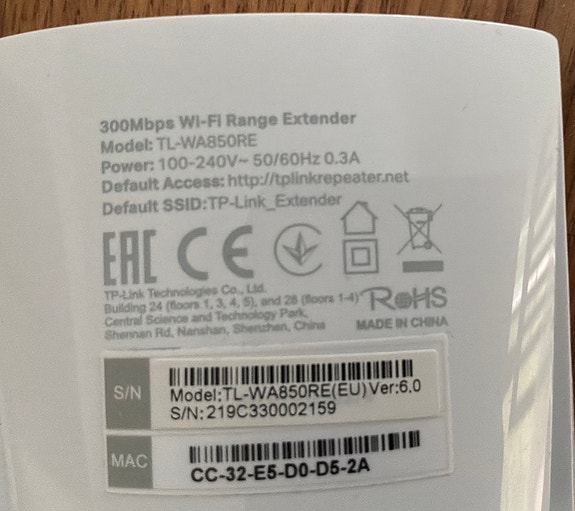 300Mbps Wi-Fi Range Extender
Model: TL-WA850RE
Power: 100-240V~ 50/60Hz 0.3A
Default Access: http://tplinkrepeater.net
Default SSID:TP-Link_Extender
EAC CE
TP-Link Technologies Co., Ltd.
Building 24 (floors 1, 3, 4, 5), and 28 (floors 1-4)
Central Science and Technology Park,
Shennan Rd, Nanshan, Shenzhen, China
RoHS
MADE IN CHINA
S/N
Model:TL-WA850RE(EU) Ver:6.0
S/N: 219C330002159
MAC
CC-32-E5-D0-D5-2A